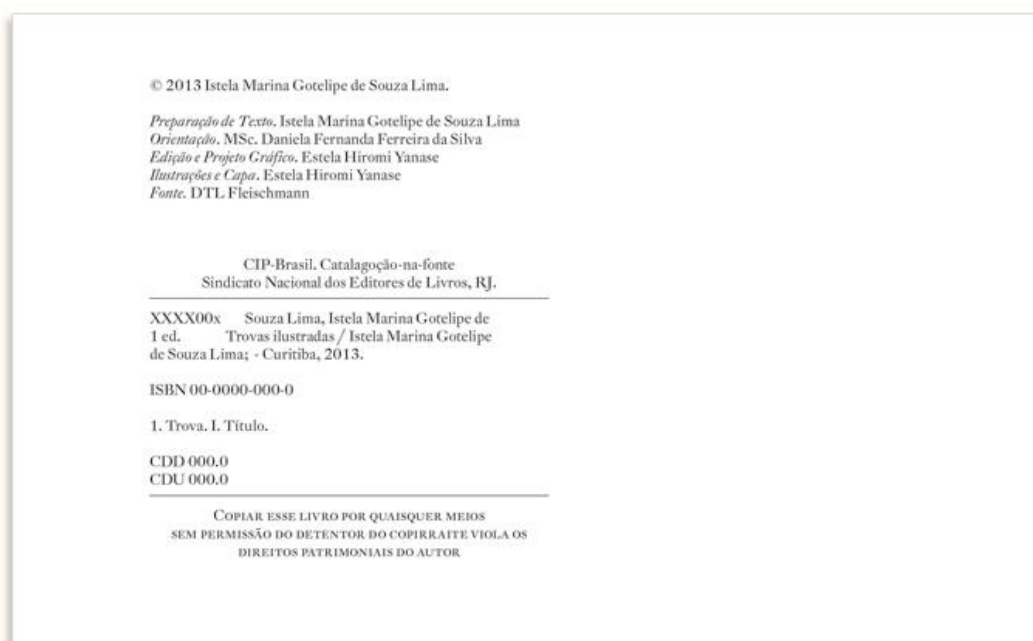 © 2013 Istela Marina Gotelipe de Souza Lima.
Preparação de Texto. Istela Marina Gotelipe de Souza Lima
Orientação. MSc. Daniela Fernanda Ferreira da Silva
Edição e Projeto Gráfico. Estela Hiromi Yanase
Ilustrações e Capa. Estela Hiromi Yanase
Fonte. DTL Fleischmann
CIP-Brasil. Catalagoção-na-fonte
Sindicato Nacional dos Editores de Livros, RJ.
XXXX00x Souza Lima, Istela Marina Gotelipe de
1 ed. Trovas ilustradas / Istela Marina Gotelipe
de Souza Lima; - Curitiba, 2013.
ISBN 00-0000-000-0
1. Trova. I. Título.
CDD 000.0
CDU 000.0
Copiar esse livro por quaisquer meios
sem permissão do detentor do copirraite viola os
direitos patrimoniais do autor